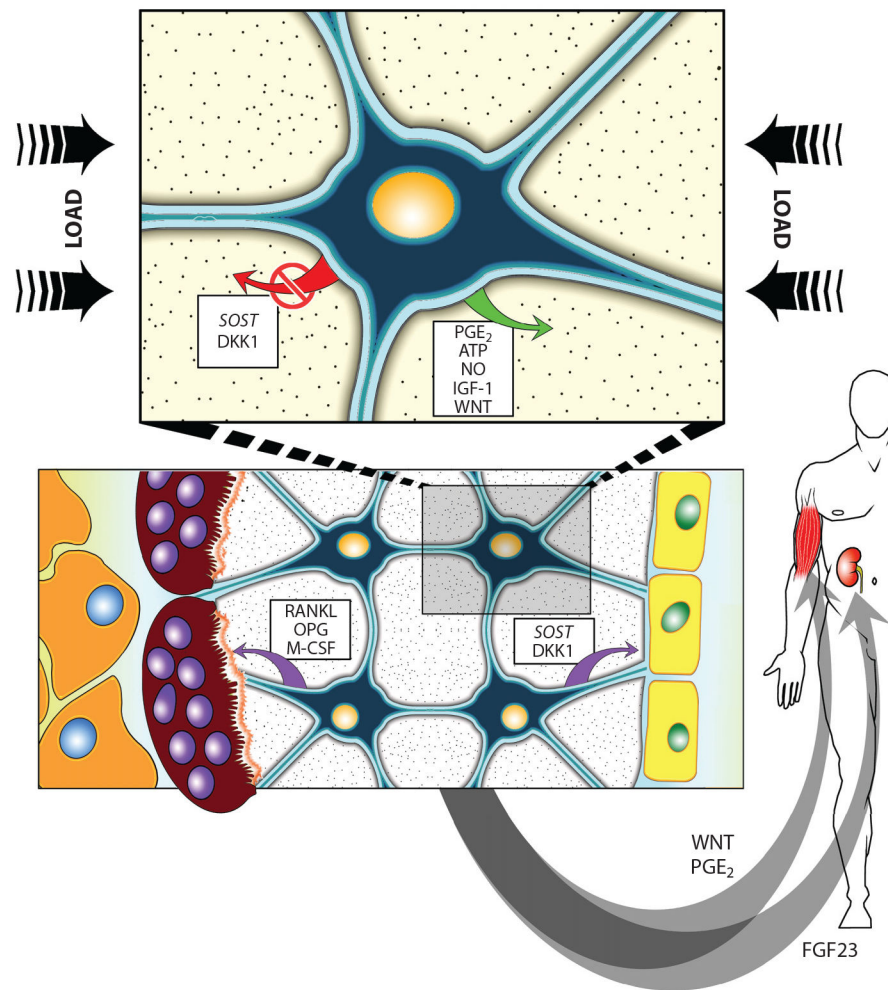 LOAD
LOAD
SOST
DKK1
PGE₂
ATP
NO
IGF-1
WNT
RANKL
OPG
M-CSF
SOST
DKK1
WNT
PGE₂
FGF23